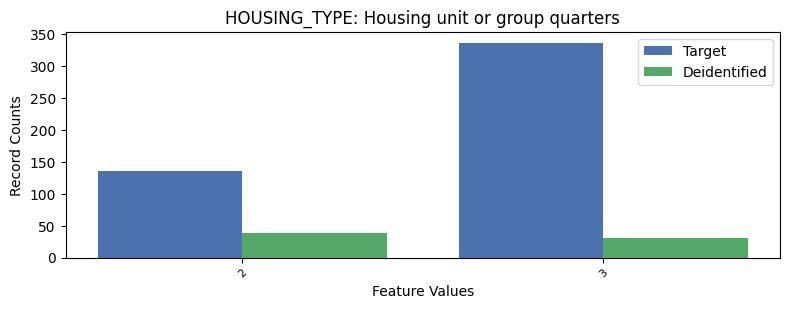 HOUSING_TYPE: Housing unit or group quarters
350
300
250
200
150
100
50
0
Record Counts
Target
Deidentified
2
3
Feature Values